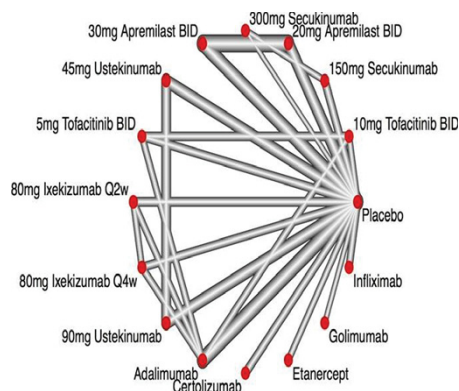 300mg Secukinumab
30mg Apremilast BID
20mg Apremilast BID
45mg Ustekinumab
150mg Secukinumab
5mg Tofacitinib BID
10mg Tofacitinib BID
80mg Ixekizumab Q2w
Placebo
80mg Ixekizumab Q4w
Infliximab
90mg Ustekinumab
Golimumab
Adalimumab
Etanercept
Certolizumab